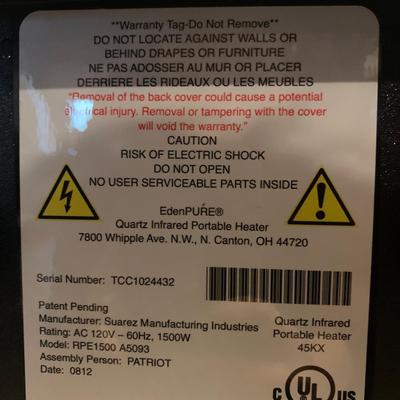 **Warranty Tag-Do Not Remove**
DO NOT LOCATE AGAINST WALLS OR
BEHIND DRAPES OR FURNITURE
NE PAS ADOSSER AU MUR OR PLACER
DERRIERE LES RIDEAUX OU LES MEUBLES
"Removal of the back cover could cause a potential
electrical injury. Removal or tampering with the cover
will void the warranty."
CAUTION
RISK OF ELECTRIC SHOCK
DO NOT OPEN
NO USER SERVICEABLE PARTS INSIDE
EdenPURE®
Quartz Infrared Portable Heater
7800 Whipple Ave. N.W., N. Canton, OH 44720
Serial Number: TCC1024432
Patent Pending
Manufacturer: Suarez Manufacturing Industries
Rating: AC 120V – 60Hz, 1500W
Model: RPE1500 A5093
Assembly Person: PATRIOT
Date: 0812
Quartz Infrared
Portable Heater
45KX
C UL US